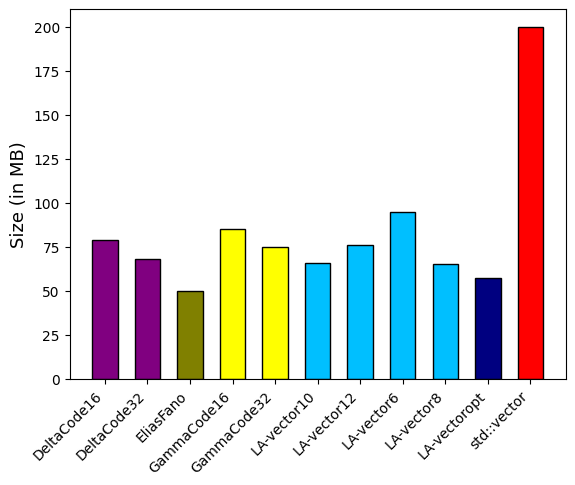 Size (in MB)
200
175
150
125
100
75
50
25
0
DeltaCode16
DeltaCode32
EliasFano
GammaCode16
GammaCode32
LA-vector10
LA-vector12
LA-vector6
LA-vector8
LA-vectoropt
std::vector